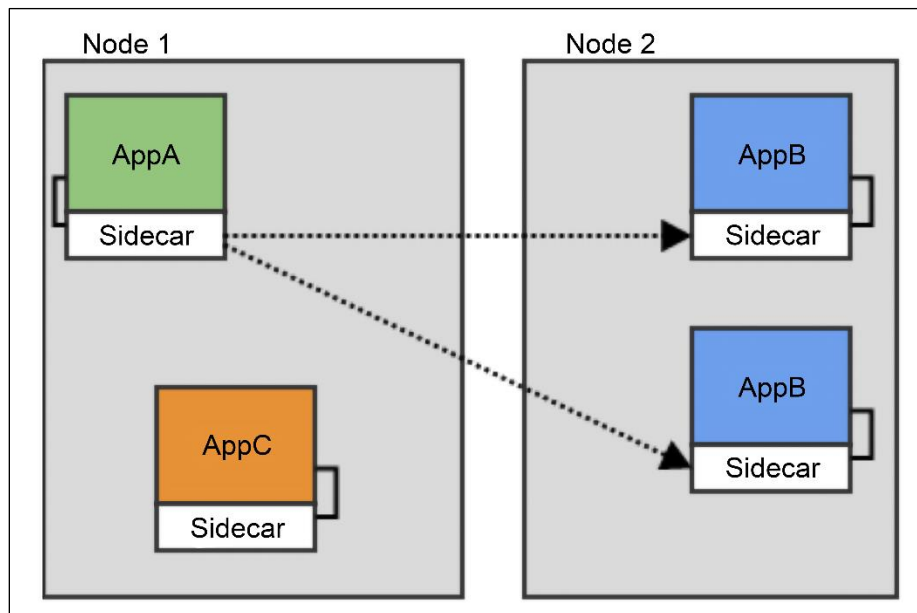 Node 1
Node 2
AppA
Sidecar
AppB
Sidecar
AppC
Sidecar
AppB
Sidecar